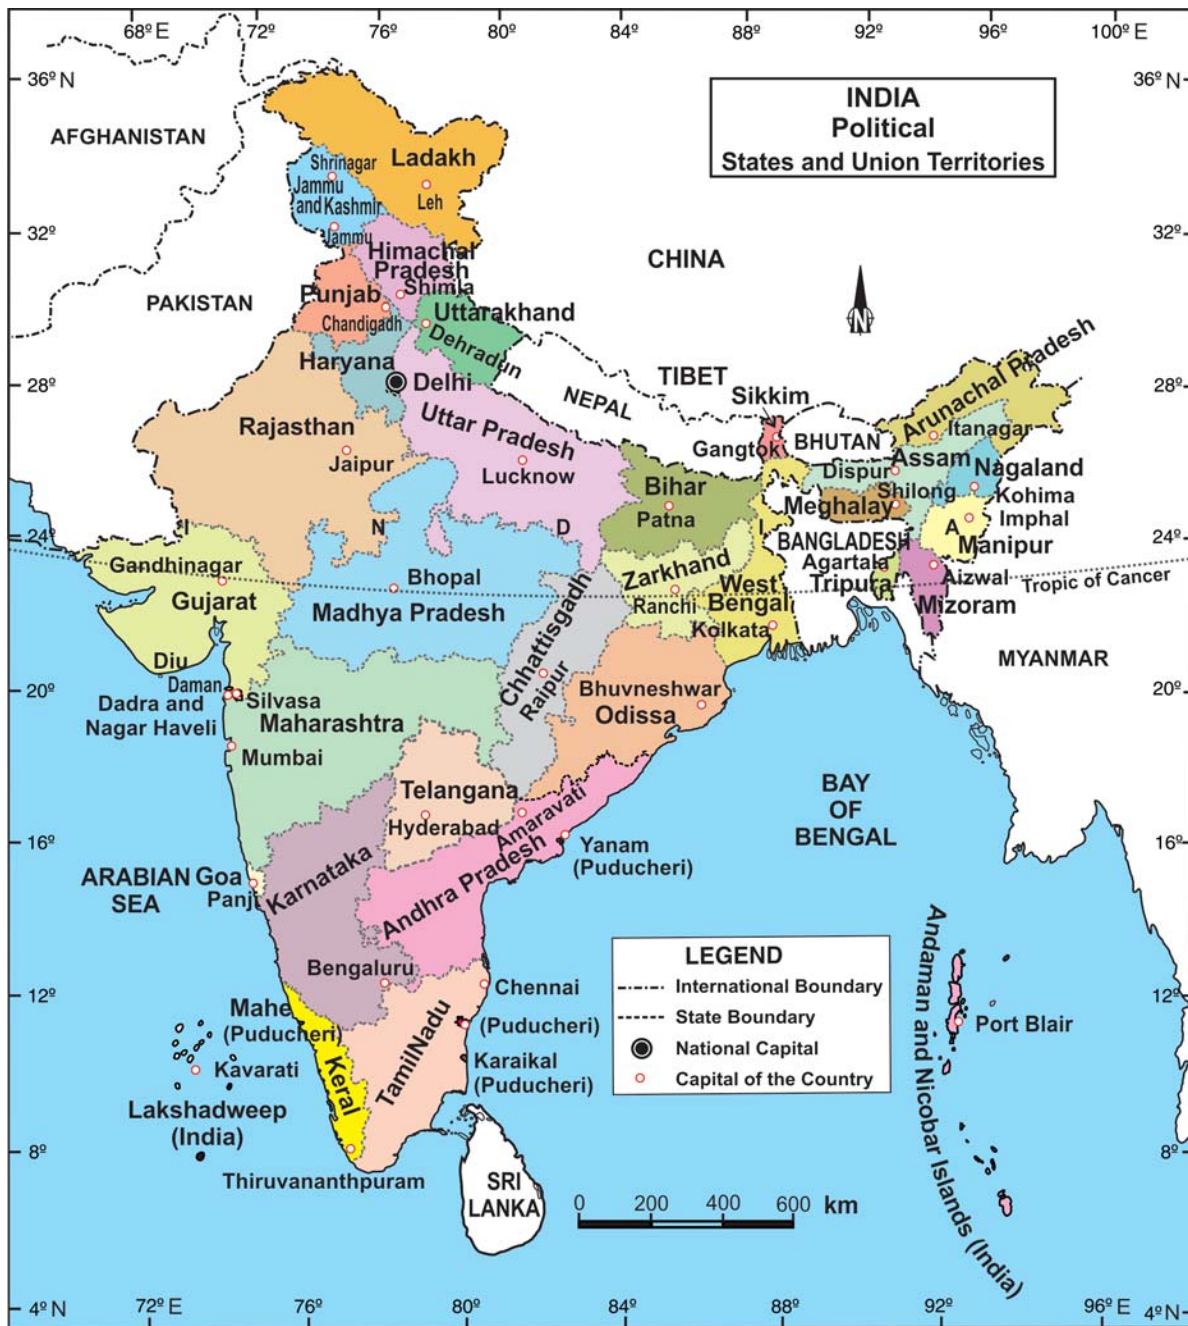 68º E 72º 76º 80º 84º 88º 92º 96º 100º E
36º N
36º N
INDIA
Political
States and Union Territories
AFGHANISTAN
Ladakh
Shrinagar
Jammu
and Kashmir
Leh
Jammu
32º
32º
Himachal
Pradesh
Shimla
CHINA
PAKISTAN
Punjab
Chandigadh
Uttarakhand
Dehradun
N
Haryana
Delhi
28º
28º
TIBET
NEPAL
Sikkim
Gangtok
BHUTAN
Arunachal Pradesh
Itanagar
Rajasthan
Jaipur
Uttar Pradesh
Lucknow
Bihar
Patna
Dispur
Assam
Nagaland
Kohima
Meghalay
Shilong
Imphal
I N D I A
24º
24º
Manipur
BANGLADESH
Agartala
Tripura
Aizwal
Mizoram
Tropic of Cancer
Gandhinagar
Gujarat
Bhopal
Madhya Pradesh
Chhattisgadh
Raipur
Zarkhand
Ranchi
West
Bengal
Kolkata
MYANMAR
Diu
Daman
Silvasa
Dadra and
Nagar Haveli
20º
20º
Maharashtra
Mumbai
Bhuvneshwar
Odissa
Telangana
Hyderabad
Amaravati
Andhra Pradesh
Yanam
(Puducheri)
BAY
OF
BENGAL
16º
16º
ARABIAN
SEA
Goa
Panji
Karnataka
Bengaluru
Chennai
12º
12º
LEGEND
International Boundary
State Boundary
National Capital
Capital of the Country
Andaman and Nicobar Islands (India)
Port Blair
Mahe
(Puducheri)
(Puducheri)
Karaikal
(Puducheri)
Kavarati
Lakshadweep
(India)
Keral
TamilNadu
8º
8º
Thiruvananthpuram
SRI
LANKA
0 200 400 600 km
4º N
4º N
72º E 76º 80º 84º 88º 92º 96º E